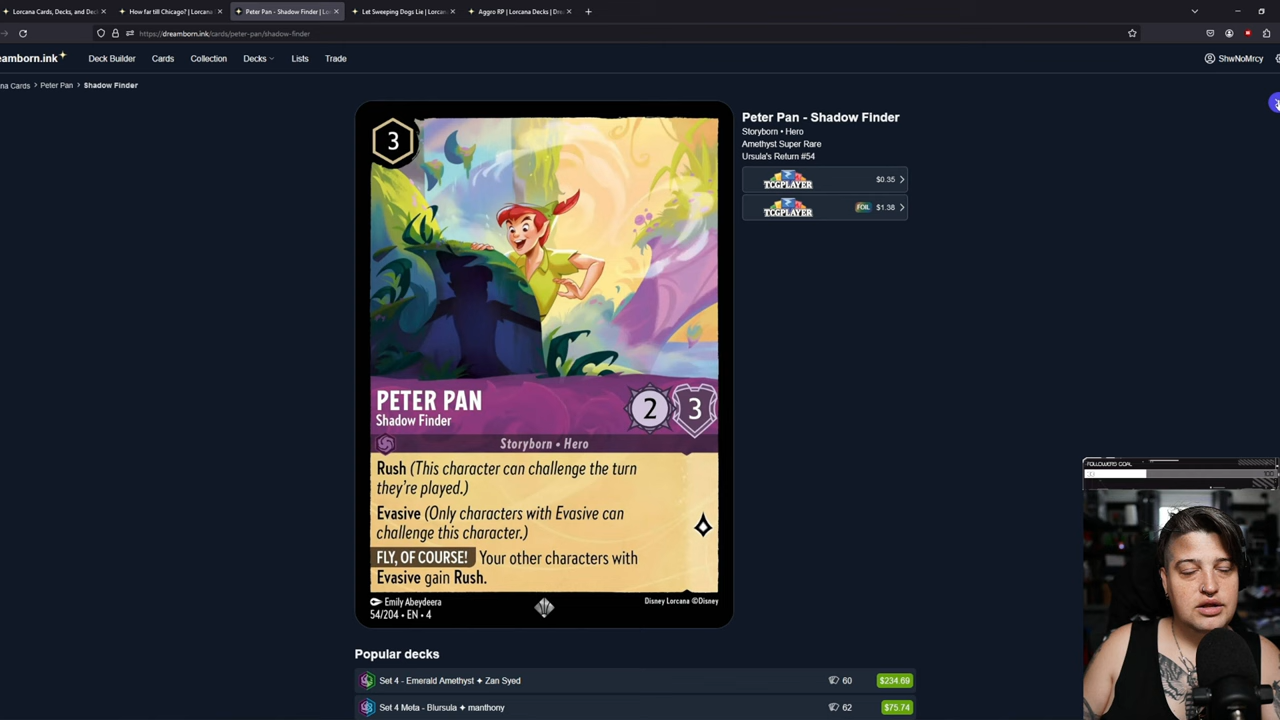 Lorcana Cards, Decks, and Deci
How far till Chicago? | Lorcana
Peter Pan - Shadow Finder | Lo
Let Sweeping Dogs Lie | Lorcan
Aggro RP | Lorcana Decks | Dre
https://dreamborn.ink/cards/peter-pan/shadow-finder
eamborn.ink
Deck Builder
Cards
Collection
Decks
Lists
Trade
ShwNoMrcy
na Cards > Peter Pan > Shadow Finder
3
Peter Pan - Shadow Finder
Storyborn • Hero
Amethyst Super Rare
Ursula's Return #54
TCGPLAYER $0.35
TCGPLAYER FOIL $1.38
PETER PAN
Shadow Finder
2 3
Storyborn • Hero
Rush (This character can challenge the turn
they're played.)
Evasive (Only characters with Evasive can
challenge this character.)
FLY, OF COURSE! Your other characters with
Evasive gain Rush.
Emily Abeydeera
54/204 • EN • 4
Disney Lorcana ©Disney
FOLLOWERS GOAL
Popular decks
Set 4 - Emerald Amethyst ✦ Zan Syed 60 $234.69
Set 4 Meta - Blursula ✦ manthony 62 $75.74